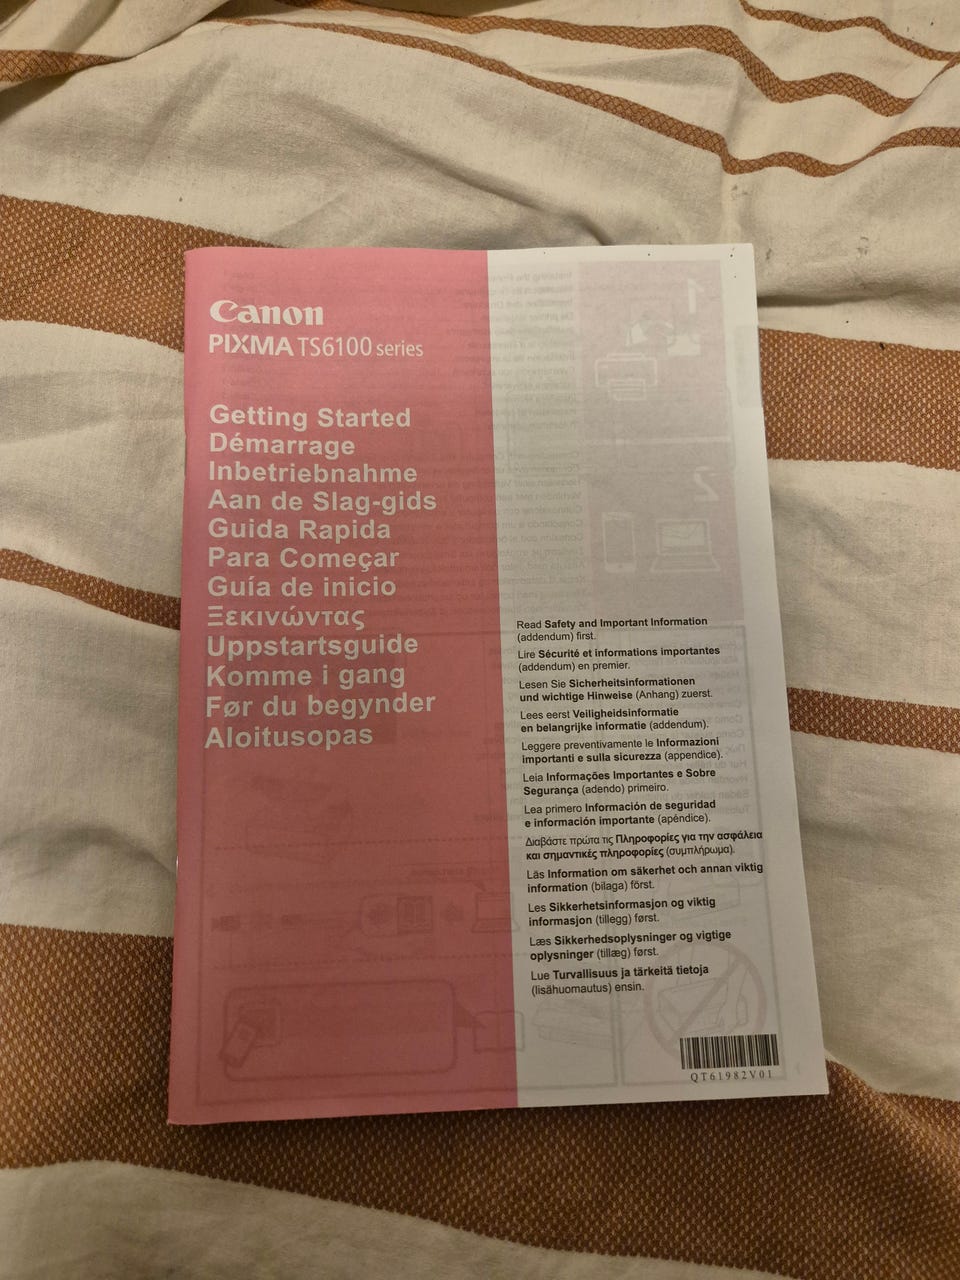 Canon
PIXMA TS6100 series
Getting Started
Démarrage
Inbetriebnahme
Aan de Slag-gids
Guida Rapida
Para Começar
Guía de inicio
Ξεκινώντας
Uppstartsguide
Komme i gang
Før du begynder
Aloitusopas
Read Safety and Important Information
(addendum) first.
Lire Sécurité et informations importantes
(addendum) en premier.
Lesen Sie Sicherheitsinformationen
und wichtige Hinweise (Anhang) zuerst.
Lees eerst Veiligheidsinformatie
en belangrijke informatie (addendum).
Leggere preventivamente le Informazioni
importanti e sulla sicurezza (appendice).
Leia Informações Importantes e Sobre
Segurança (adendo) primeiro.
Lea primero Información de seguridad
e información importante (apéndice).
Διαβάστε πρώτα τις Πληροφορίες για την ασφάλεια
και σημαντικές πληροφορίες (συμπλήρωμα).
Läs Information om säkerhet och annan viktig
information (bilaga) först.
Les Sikkerhetsinformasjon og viktig
informasjon (tillegg) først.
Læs Sikkerhedsoplysninger og vigtige
oplysninger (tillæg) først.
Lue Turvallisuus ja tärkeitä tietoja
(lisähuomautus) ensin.
QT61982V01